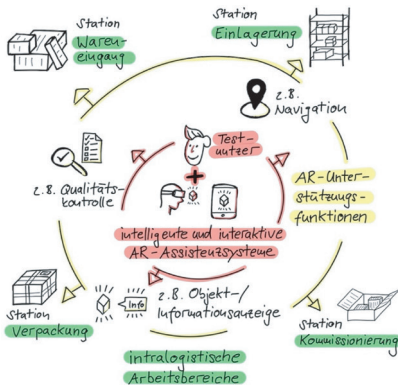 Station
Waren-
eingang
Station
Einlagerung
z.B.
Navigation
Test-
nutzer
z.B. Qualitäts-
kontrolle
AR-Unter-
stützungs-
funktionen
intelligente und interaktive
AR-Assistenzsysteme
z.B. Objekt-/
Informationsanzeige
Info
Station
Verpackung
Station
Kommissionierung
intralogistische
Arbeitsbereiche